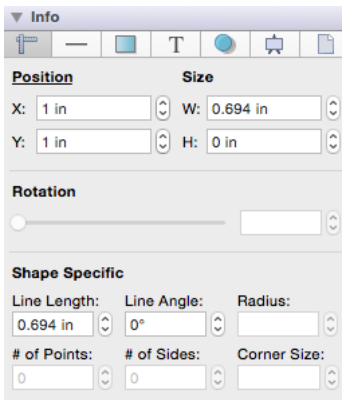 Info
T
Position Size
X: 1 in W: 0.694 in
Y: 1 in H: 0 in
Rotation
Shape Specific
Line Length: Line Angle: Radius:
0.694 in 0°
# of Points: # of Sides: Corner Size:
0 0